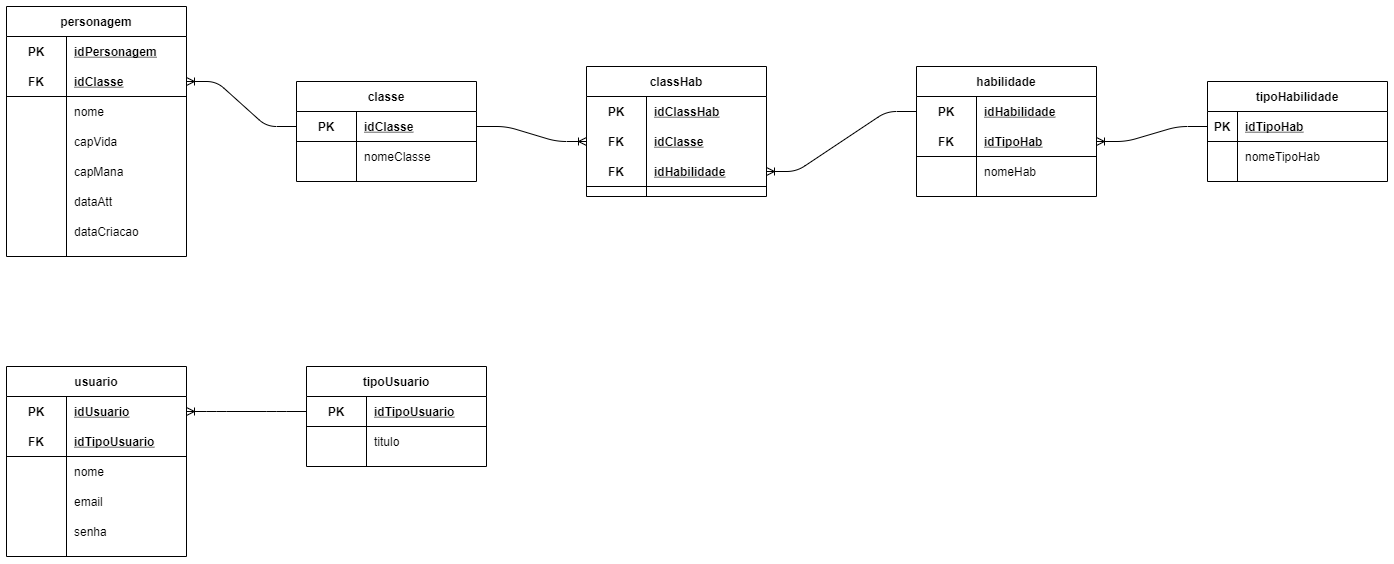 personagem
PK idPersonagem
FK idClasse
nome
capVida
capMana
dataAtt
dataCriacao
classe
PK idClasse
nomeClasse
classHab
PK idClassHab
FK idClasse
FK idHabilidade
habilidade
PK idHabilidade
FK idTipoHab
nomeHab
tipoHabilidade
PK idTipoHab
nomeTipoHab
usuario
PK idUsuario
FK idTipoUsuario
nome
email
senha
tipoUsuario
PK idTipoUsuario
titulo